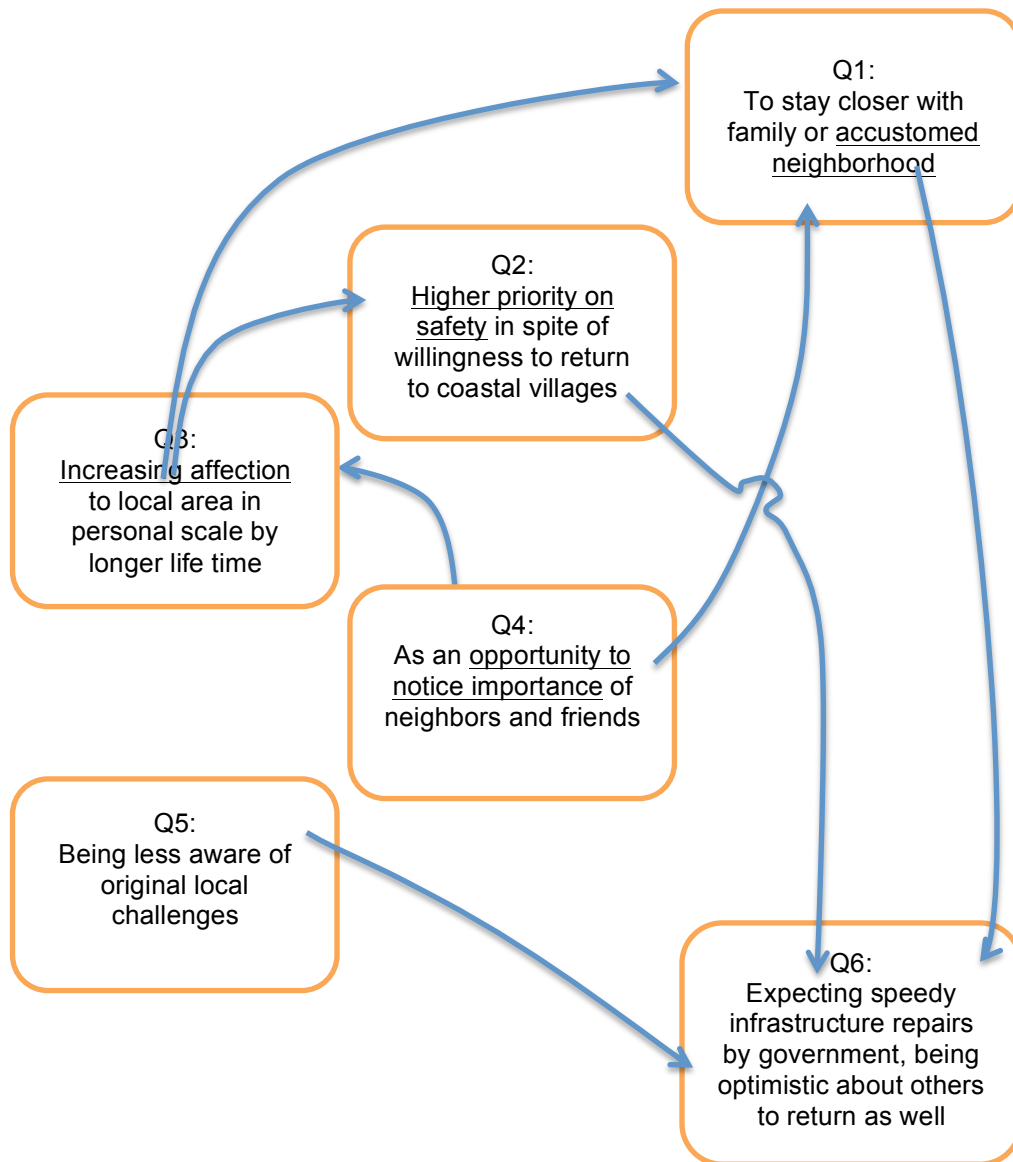 Q1:
To stay closer with
family or accustomed
neighborhood
Q2:
Higher priority on
safety in spite of
willingness to return
to coastal villages
Q3:
Increasing affection
to local area in
personal scale by
longer life time
Q4:
As an opportunity to
notice importance of
neighbors and friends
Q5:
Being less aware of
original local
challenges
Q6:
Expecting speedy
infrastructure repairs
by government, being
optimistic about others
to return as well